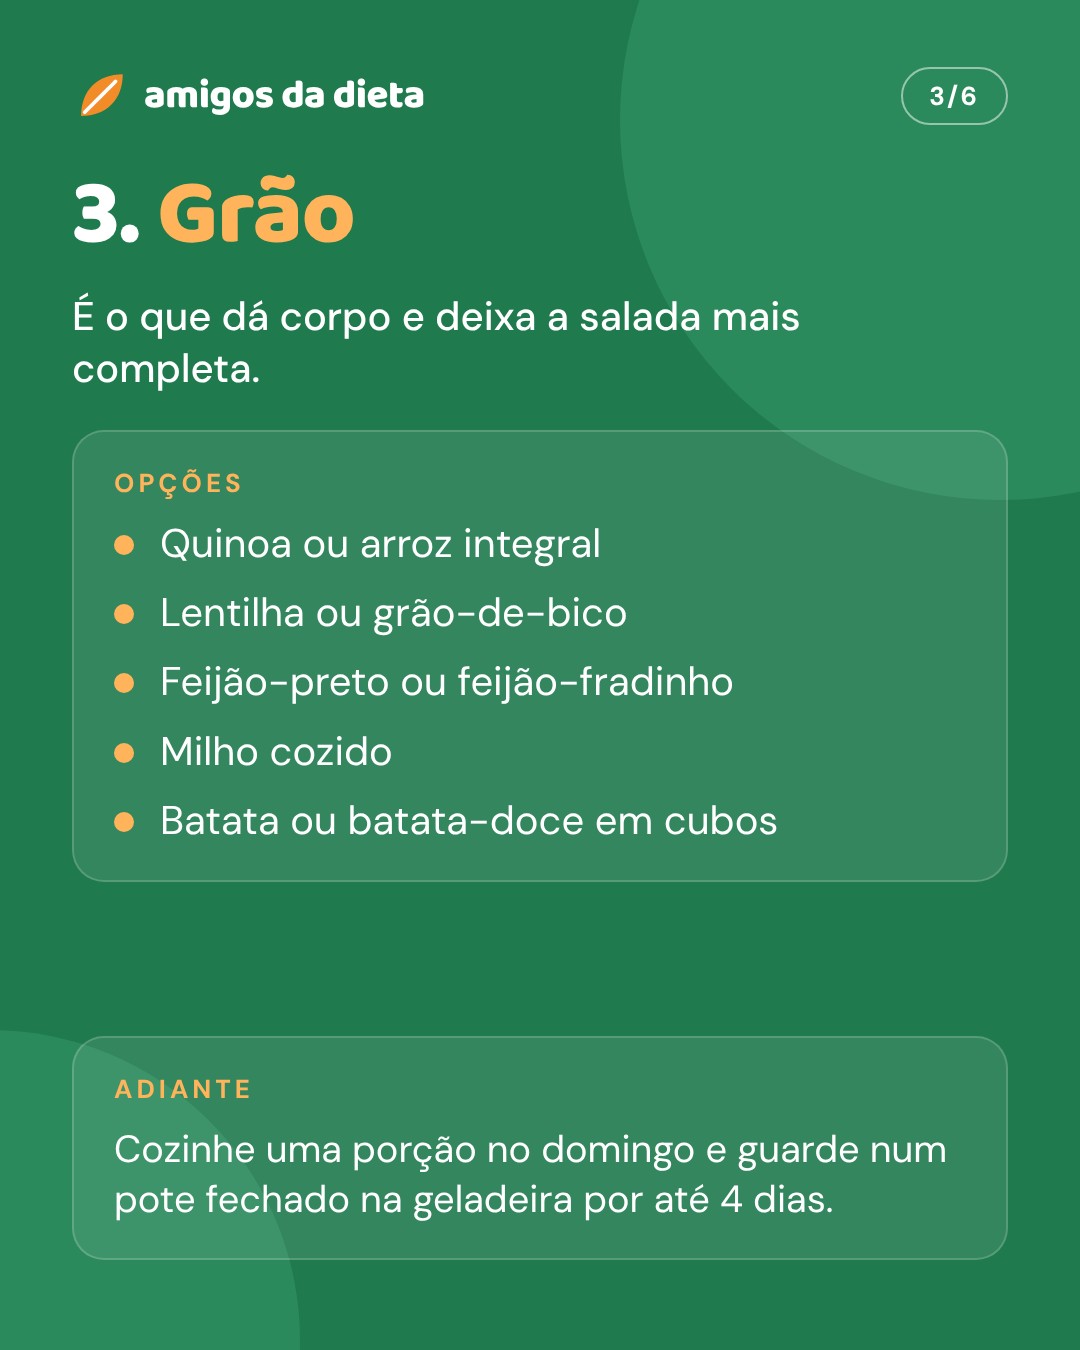 amigos da dieta
3/6
3. Grão
É o que dá corpo e deixa a salada mais
completa.
OPÇÕES
Quinoa ou arroz integral
Lentilha ou grão-de-bico
Feijão-preto ou feijão-fradinho
Milho cozido
Batata ou batata-doce em cubos
ADIANTE
Cozinhe uma porção no domingo e guarde num
pote fechado na geladeira por até 4 dias.